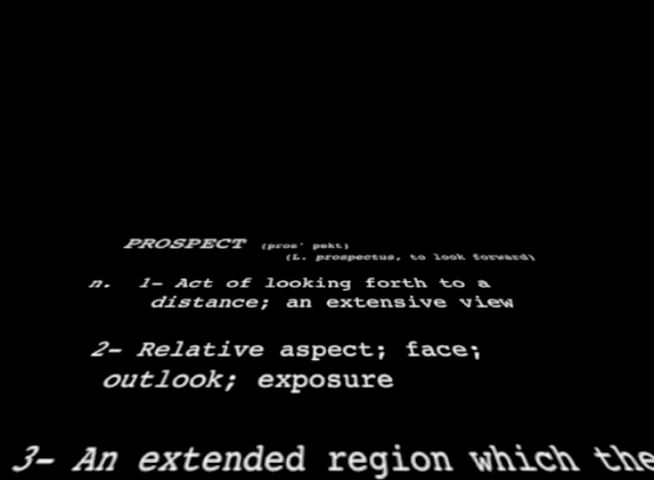 PROSPECT (pros' pekt)
(L. prospectus, to look forward)
n. 1- Act of looking forth to a
distance; an extensive view
2- Relative aspect; face;
outlook; exposure
3- An extended region which the